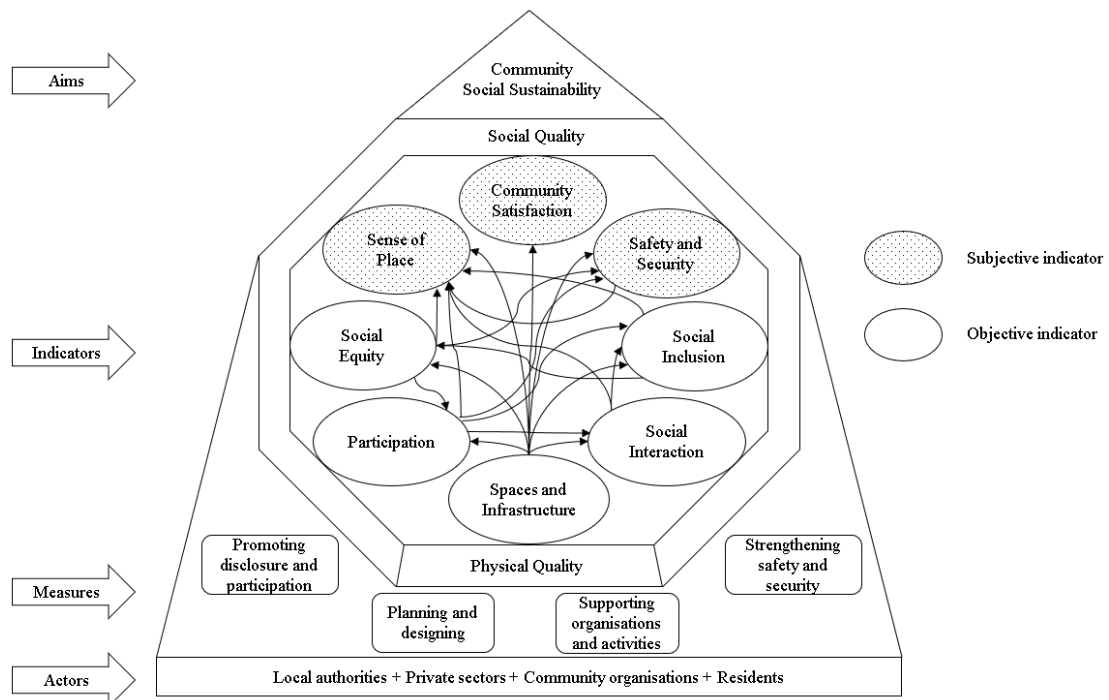 Aims
Community
Social Sustainability
Social Quality
Community
Satisfaction
Sense of
Place
Safety and
Security
Subjective indicator
Indicators
Social
Equity
Social
Inclusion
Objective indicator
Participation
Social
Interaction
Spaces and
Infrastructure
Measures
Promoting
disclosure and
participation
Physical Quality
Strengthening
safety and
security
Planning and
designing
Supporting
organisations
and activities
Actors
Local authorities + Private sectors + Community organisations + Residents